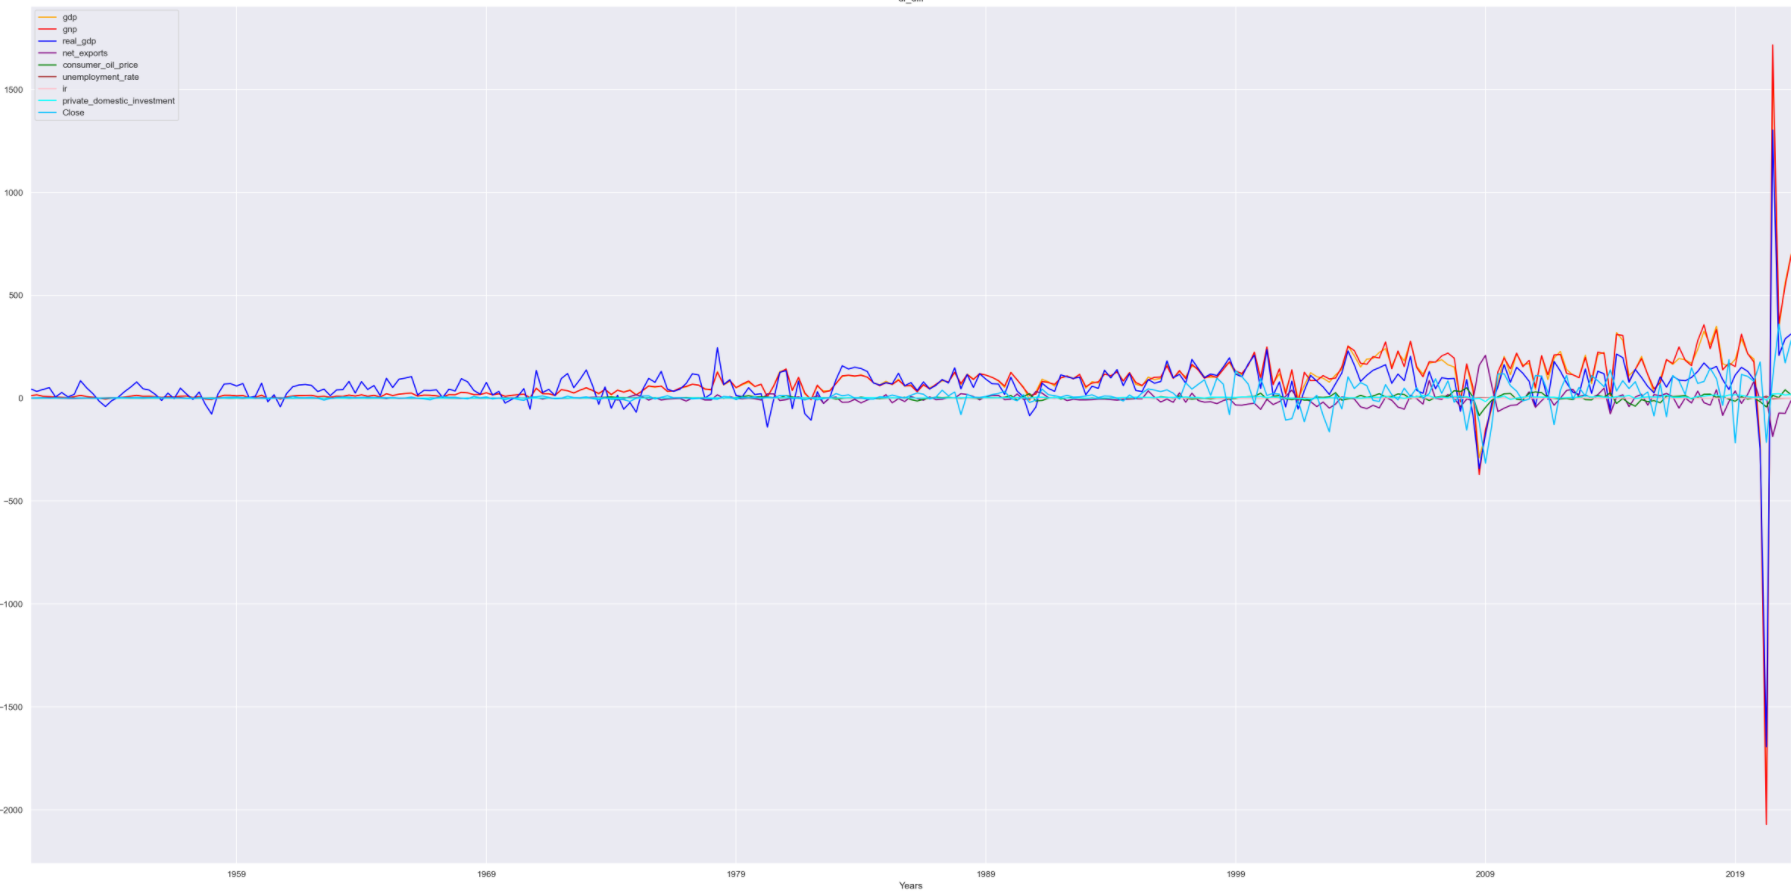 gdp
gnp
real_gdp
net_exports
consumer_oil_price
unemployment_rate
ir
private_domestic_investment
Close
1500
1000
500
0
−500
−1000
−1500
−2000
1959 1969 1979 1989 1999 2009 2019
Years